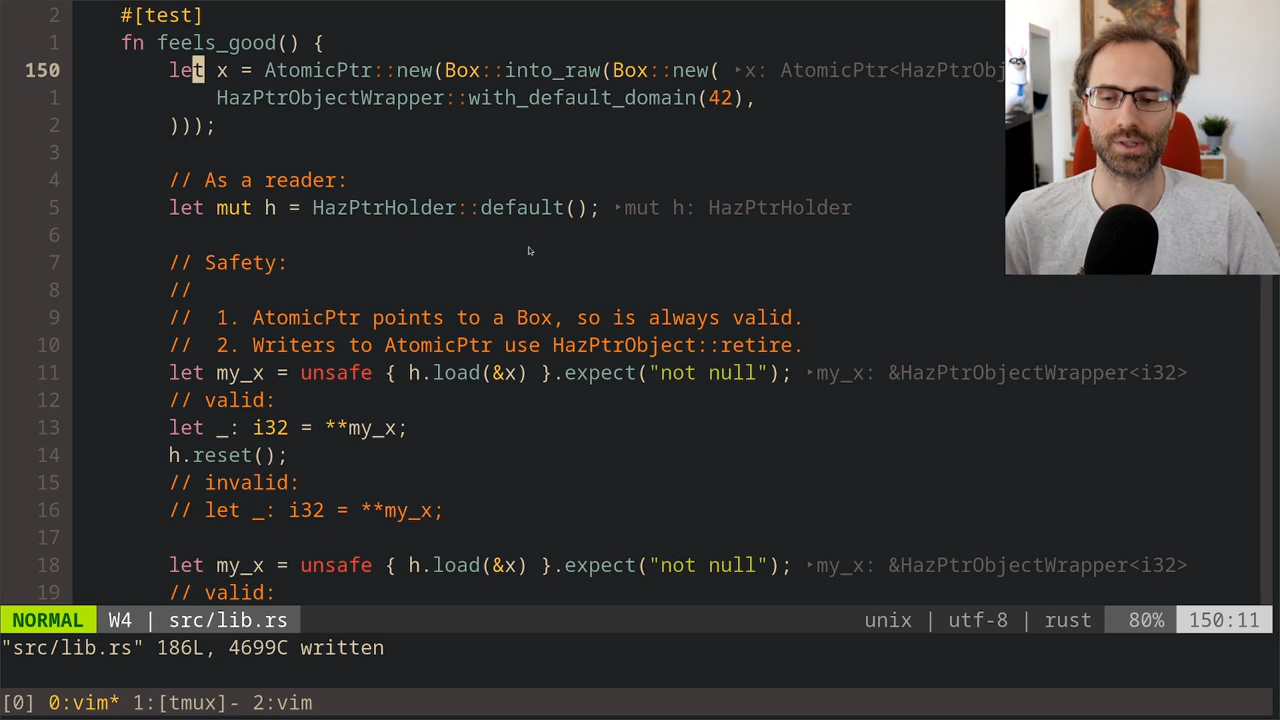 2 #[test]
1 fn feels_good() {
150 let x = AtomicPtr::new(Box::into_raw(Box::new( ▸x: AtomicPtr<HazPtrObj
1 HazPtrObjectWrapper::with_default_domain(42),
2 )));
3
4 // As a reader:
5 let mut h = HazPtrHolder::default(); ▸mut h: HazPtrHolder
6
7 // Safety:
8 //
9 //  1. AtomicPtr points to a Box, so is always valid.
10 //  2. Writers to AtomicPtr use HazPtrObject::retire.
11 let my_x = unsafe { h.load(&x) }.expect("not null"); ▸my_x: &HazPtrObjectWrapper<i32>
12 // valid:
13 let _: i32 = **my_x;
14 h.reset();
15 // invalid:
16 // let _: i32 = **my_x;
17
18 let my_x = unsafe { h.load(&x) }.expect("not null"); ▸my_x: &HazPtrObjectWrapper<i32>
19 // valid:
NORMAL W4 | src/lib.rs unix | utf-8 | rust 80% 150:11
"src/lib.rs" 186L, 4699C written
[0] 0:vim* 1:[tmux]- 2:vim